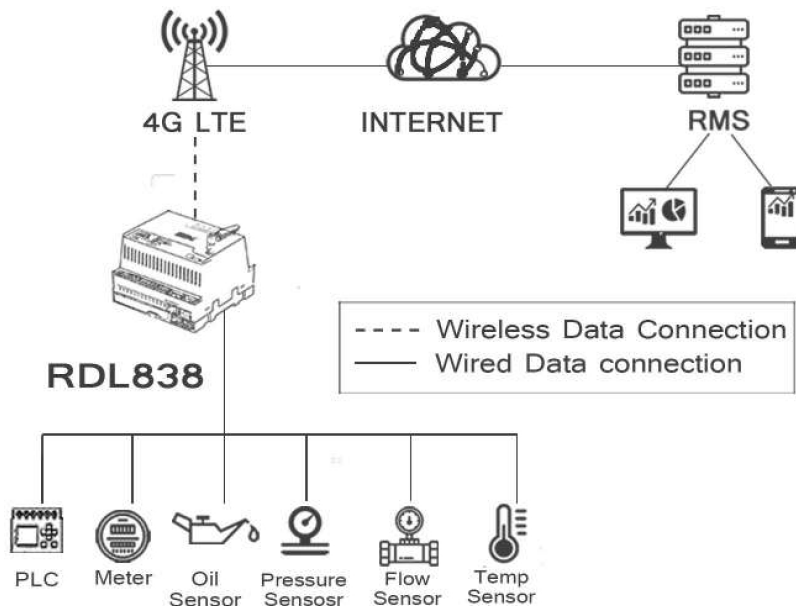 4G LTE
INTERNET
RMS
RDL838
Wireless Data Connection
Wired Data connection
PLC
Meter
Oil
Sensor
Pressure
Sensosr
Flow
Sensor
Temp
Sensor